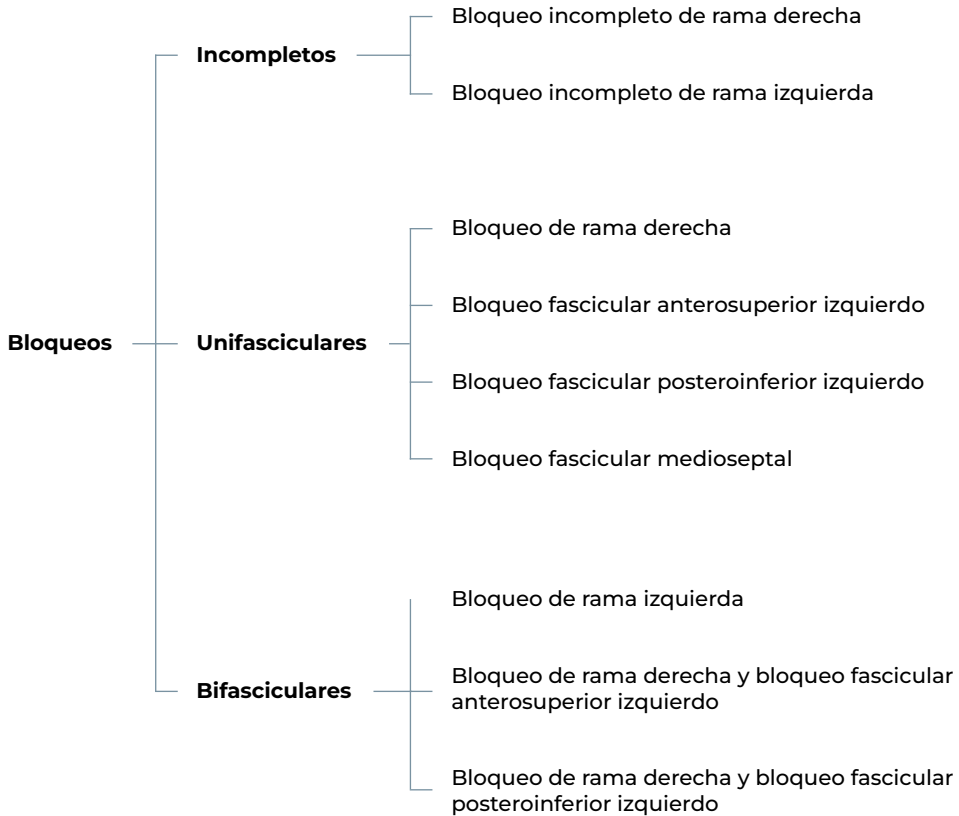 Bloqueos
Incompletos
Bloqueo incompleto de rama derecha
Bloqueo incompleto de rama izquierda
Unifasciculares
Bloqueo de rama derecha
Bloqueo fascicular anterosuperior izquierdo
Bloqueo fascicular posteroinferior izquierdo
Bloqueo fascicular medioseptal
Bifasciculares
Bloqueo de rama izquierda
Bloqueo de rama derecha y bloqueo fascicular
anterosuperior izquierdo
Bloqueo de rama derecha y bloqueo fascicular
posteroinferior izquierdo